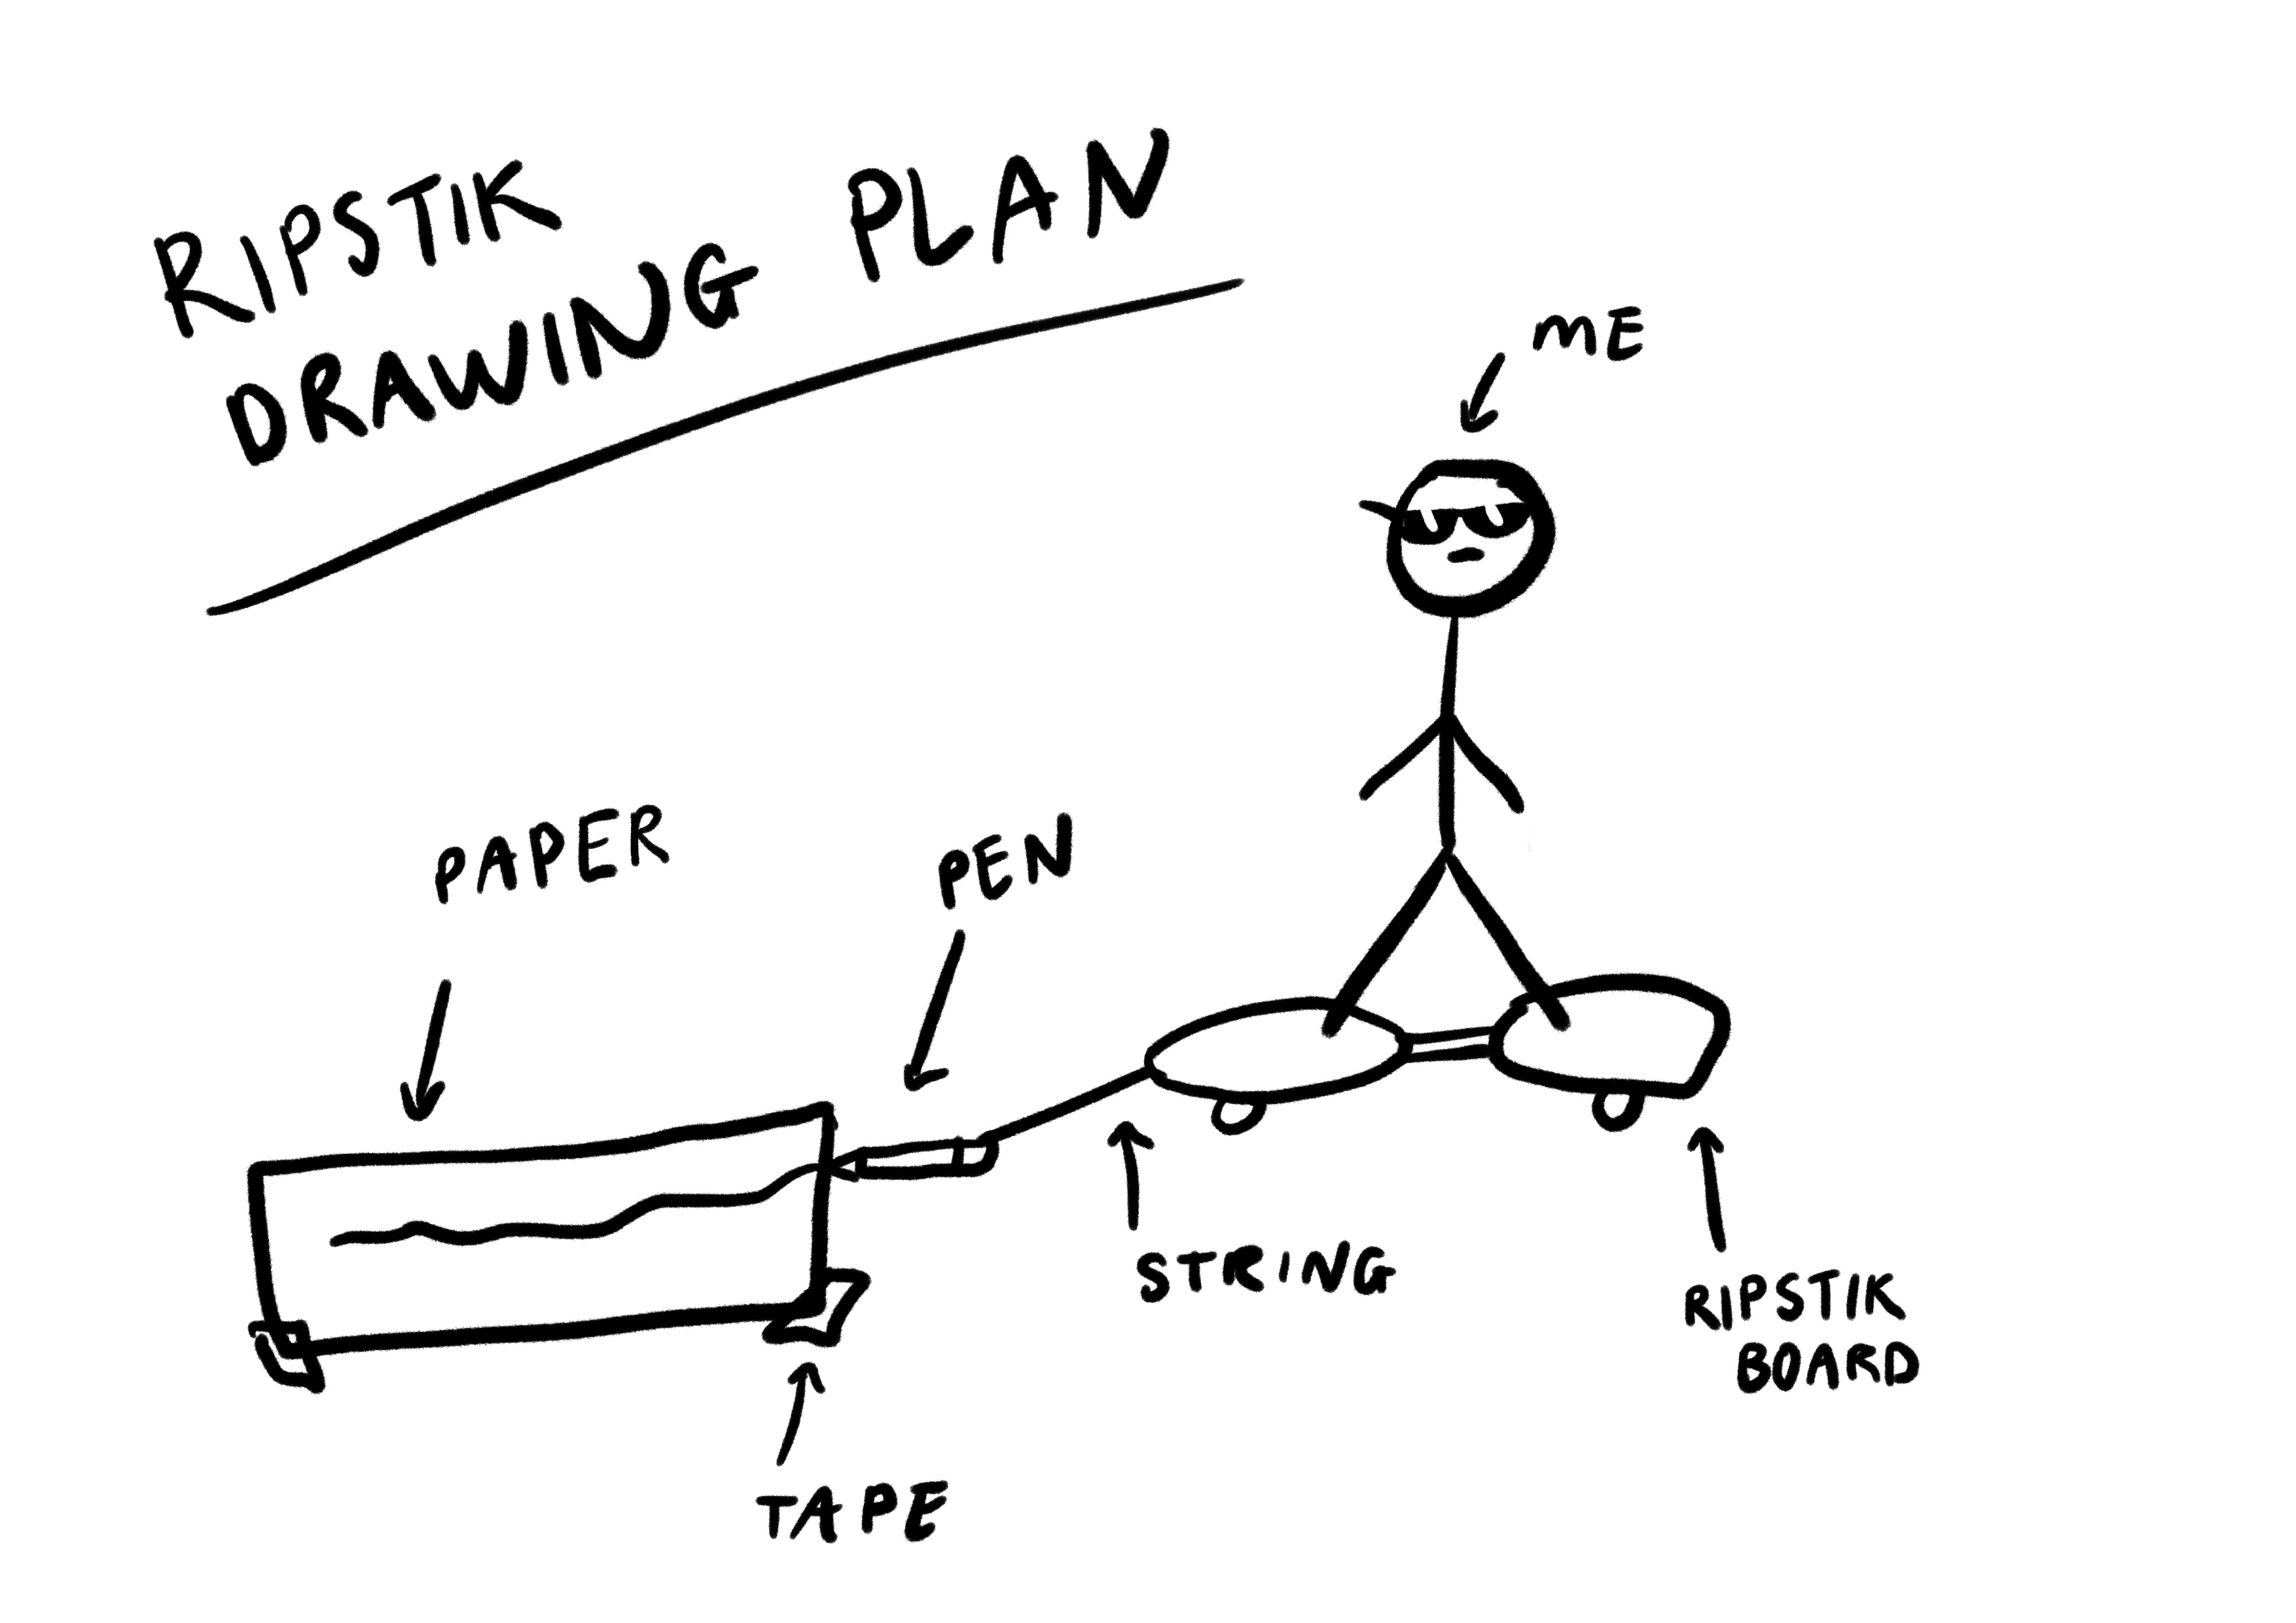 RIPSTIK
DRAWING PLAN
ME
PAPER
PEN
STRING
RIPSTIK
BOARD
TAPE